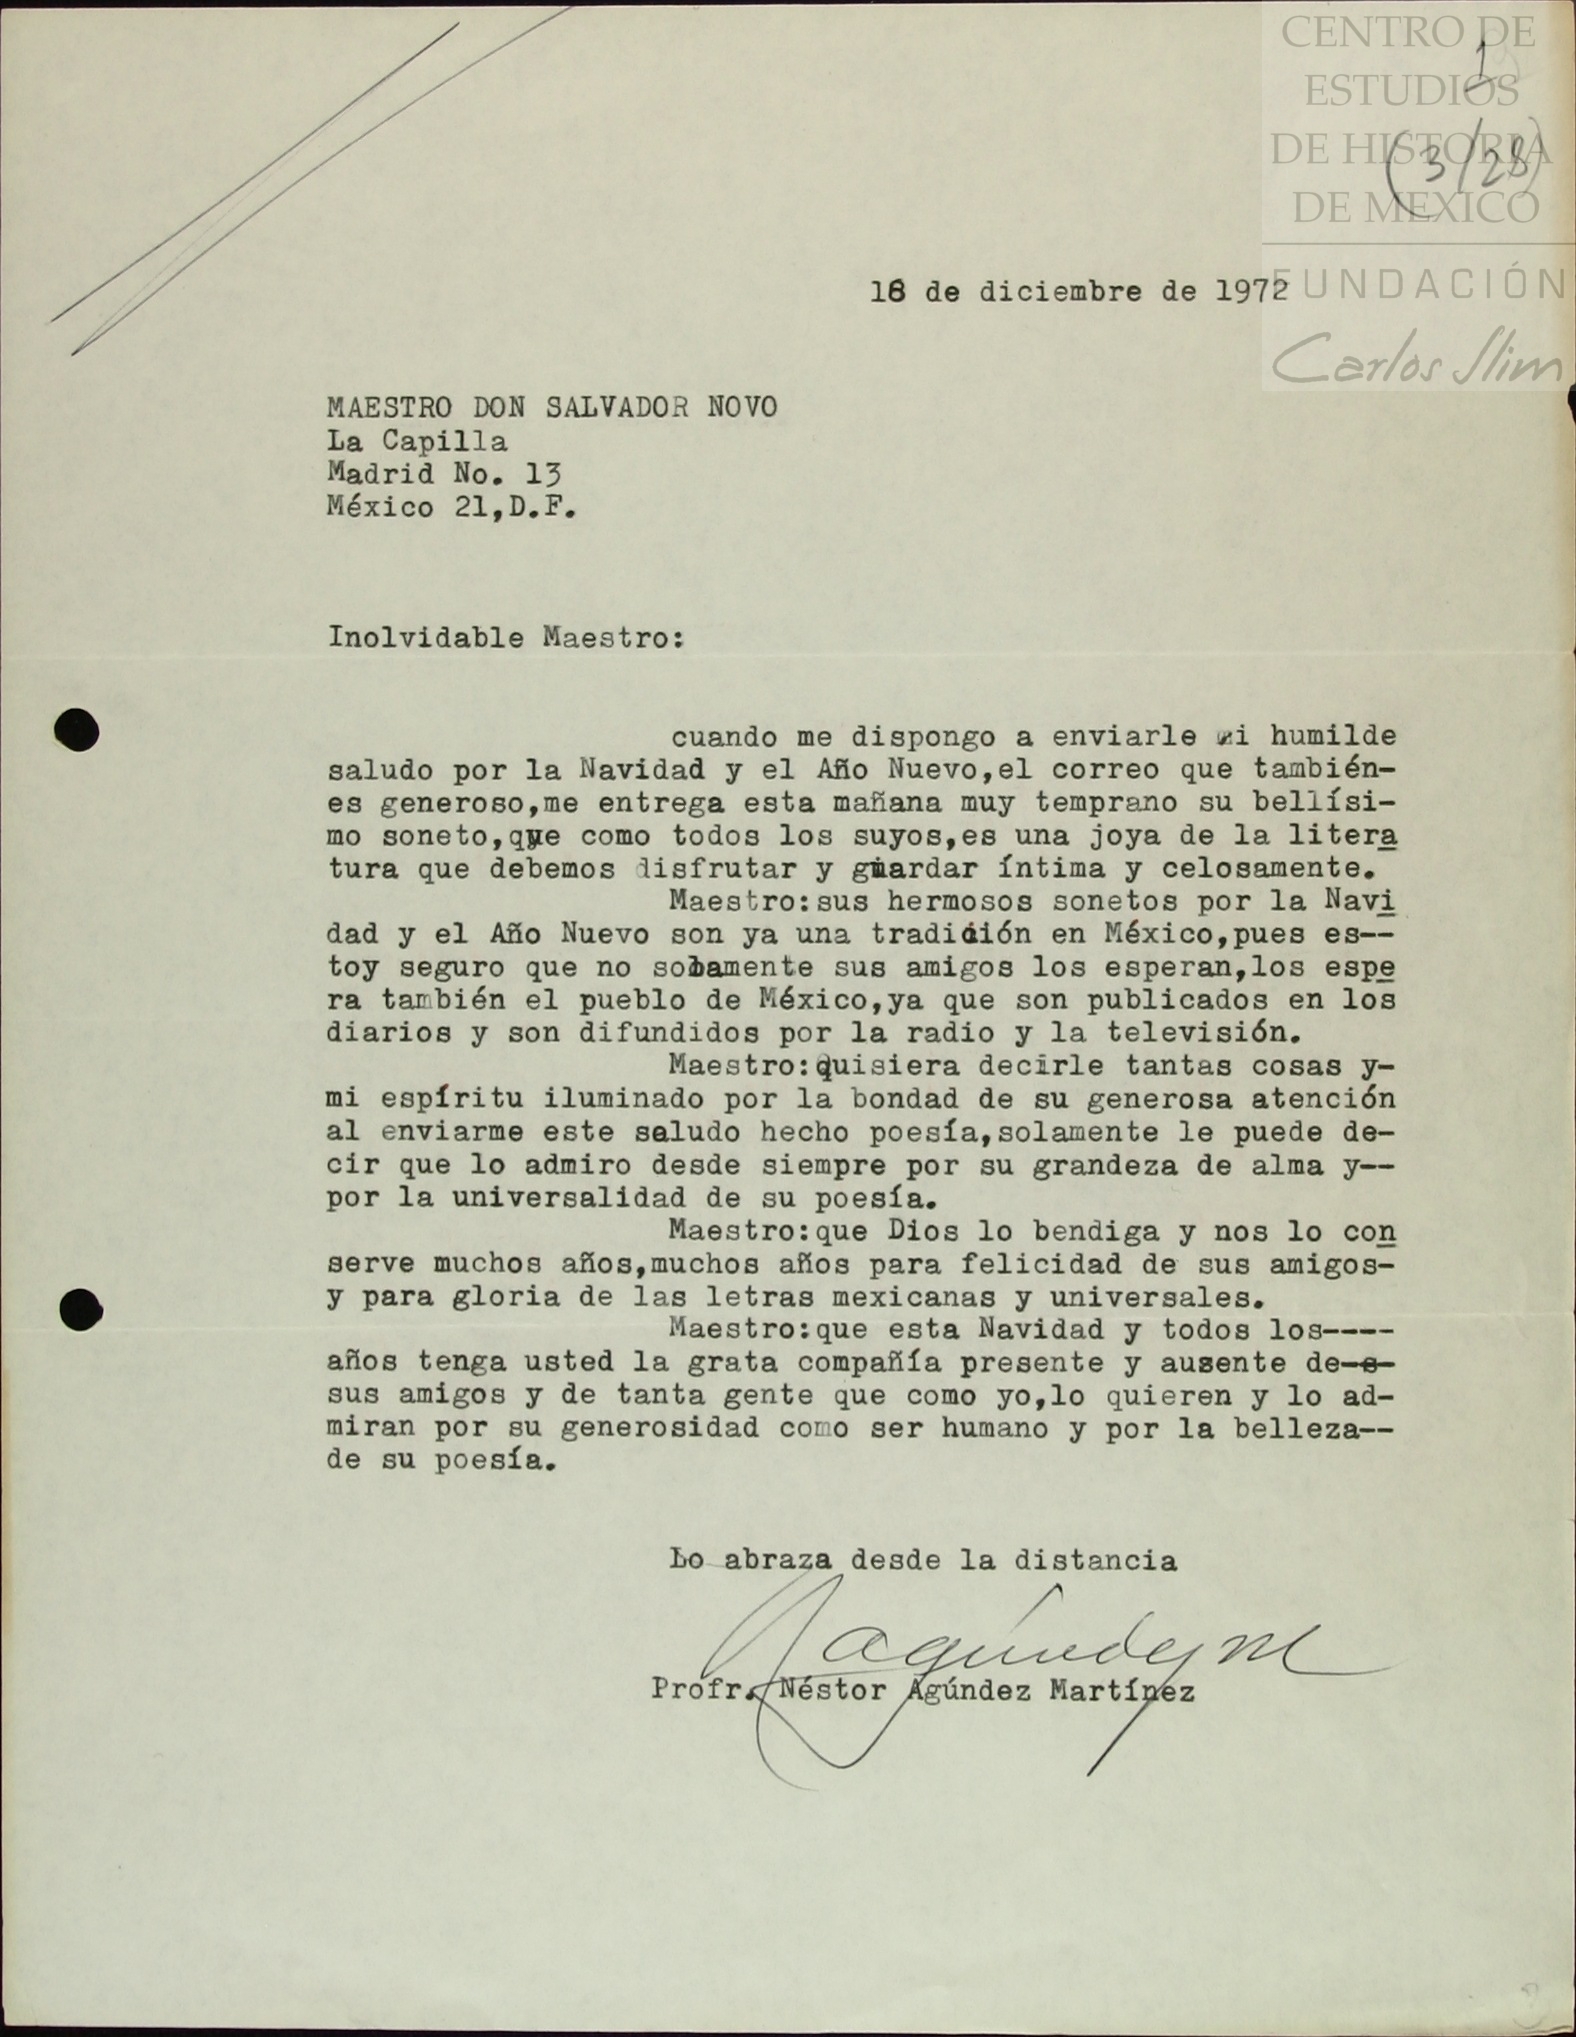 CENTRO DE
ESTUDIOS
DE HISTORIA
DE MEXICO
FUNDACIÓN
Carlos Slim
1
(3/28)
de diciembre de 1972
MAESTRO DON SALVADOR NOVO
La Capilla
Madrid No. 13
México 21,D.F.
Inolvidable Maestro:
cuando me dispongo a enviarle mi humilde
saludo por la Navidad y el Año Nuevo,el correo que también-
es generoso,me entrega esta mañana muy temprano su bellísi-
mo soneto,que como todos los suyos,es una joya de la litera
tura que debemos disfrutar y guardar íntima y celosamente.
Maestro:sus hermosos sonetos por la Navi
dad y el Año Nuevo son ya una tradición en México,pues es--
toy seguro que no solamente sus amigos los esperan,los espe
ra también el pueblo de México,ya que son publicados en los
diarios y son difundidos por la radio y la televisión.
Maestro:quisiera decirle tantas cosas y-
mi espíritu iluminado por la bondad de su generosa atención
al enviarme este saludo hecho poesía,solamente le puede de-
cir que lo admiro desde siempre por su grandeza de alma y--
por la universalidad de su poesía.
Maestro:que Dios lo bendiga y nos lo con
serve muchos años,muchos años para felicidad de sus amigos-
y para gloria de las letras mexicanas y universales.
Maestro:que esta Navidad y todos los----
años tenga usted la grata compañía presente y ausente de---
sus amigos y de tanta gente que como yo,lo quieren y lo ad-
miran por su generosidad como ser humano y por la belleza--
de su poesía.
Lo abraza desde la distancia
Profr. Néstor Agúndez Martínez